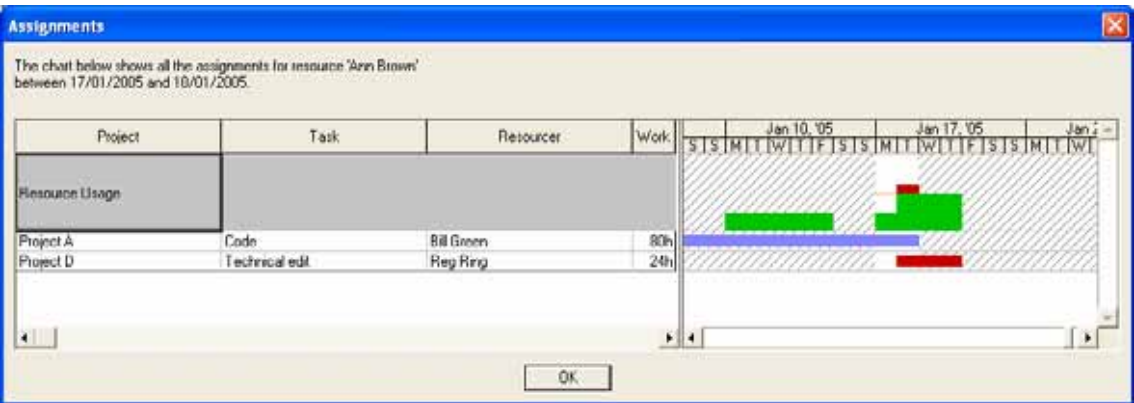 Assignments
The chart below shows all the assignments for resource 'Ann Brown'
between 17/01/2005 and 18/01/2005.
Project Task Resourcer Work
Jan 10, '05 Jan 17, '05 Jan
S S M T W T F S S M T W T F S S M T W
Resource Usage
Project A Code Bill Green 80h
Project D Technical edit Reg Ring 24h
OK